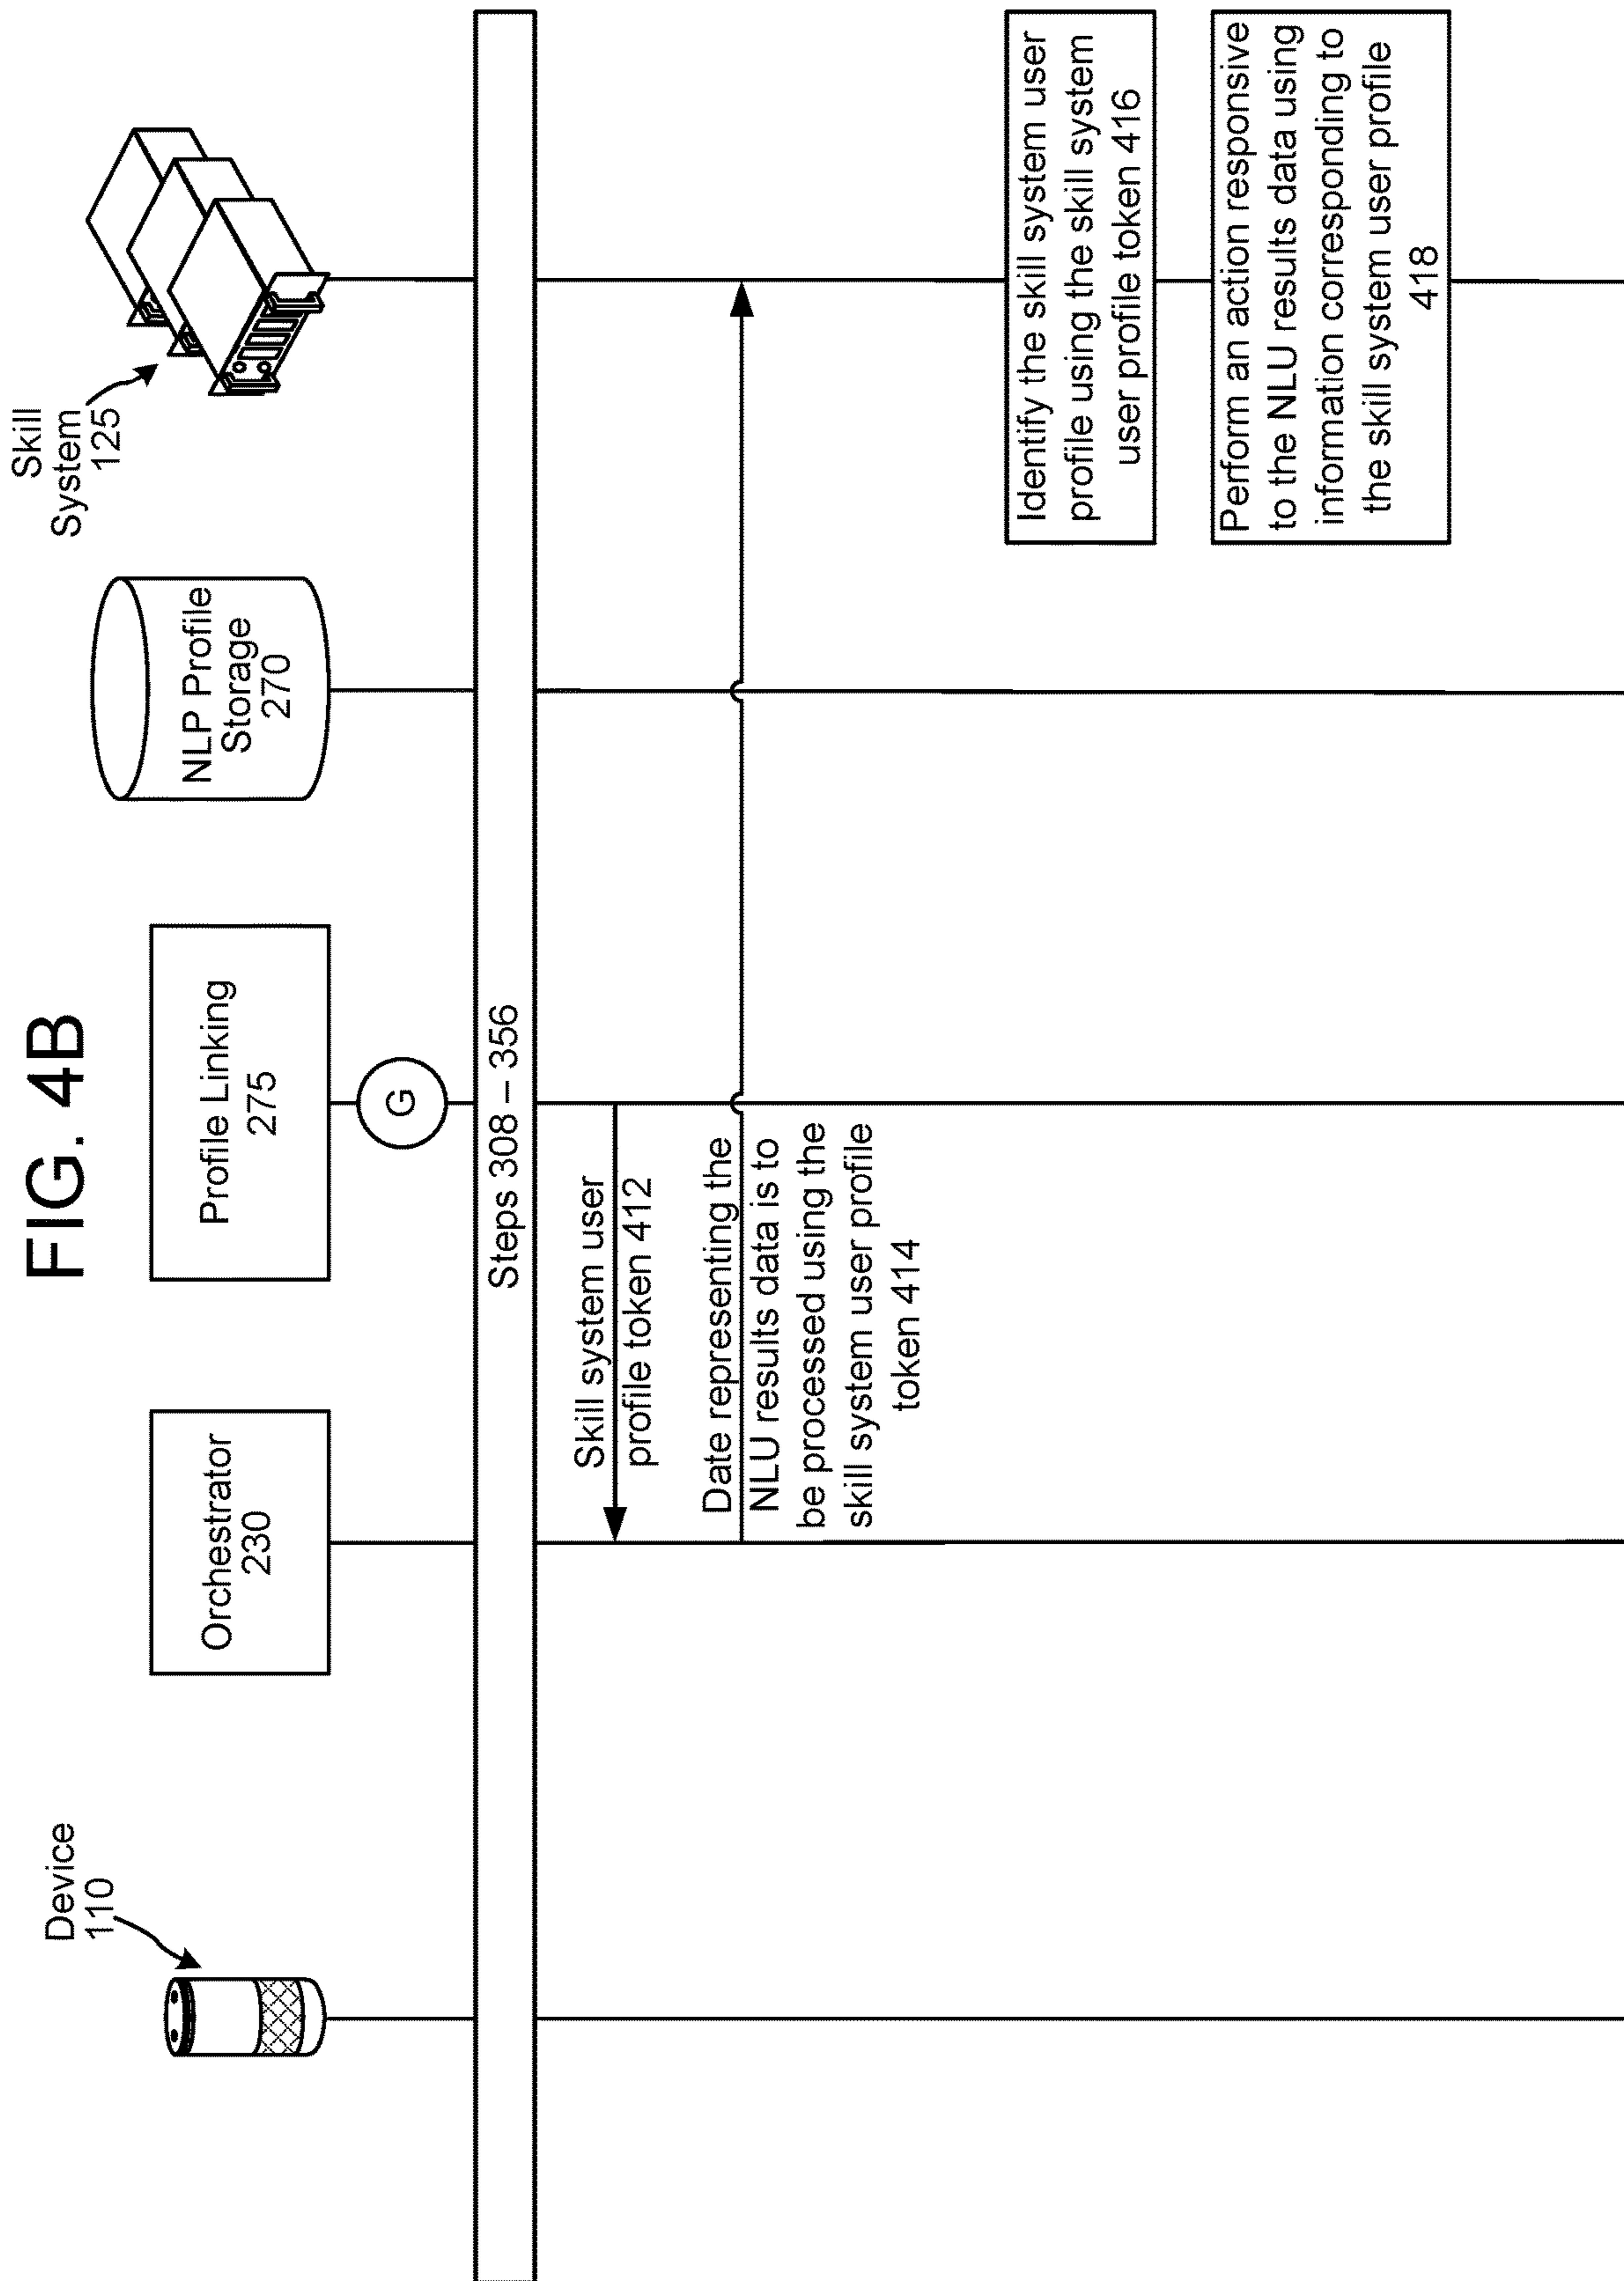 FIG. 4B
Device
110
Orchestrator
230
Profile Linking
275
NLP Profile
Storage
270
Skill
System
125
G
Steps 308 – 356
Skill system user
profile token 412
Date representing the
NLU results data is to
be processed using the
skill system user profile
token 414
Identify the skill system user
profile using the skill system
user profile token 416
Perform an action responsive
to the NLU results data using
information corresponding to
the skill system user profile
418